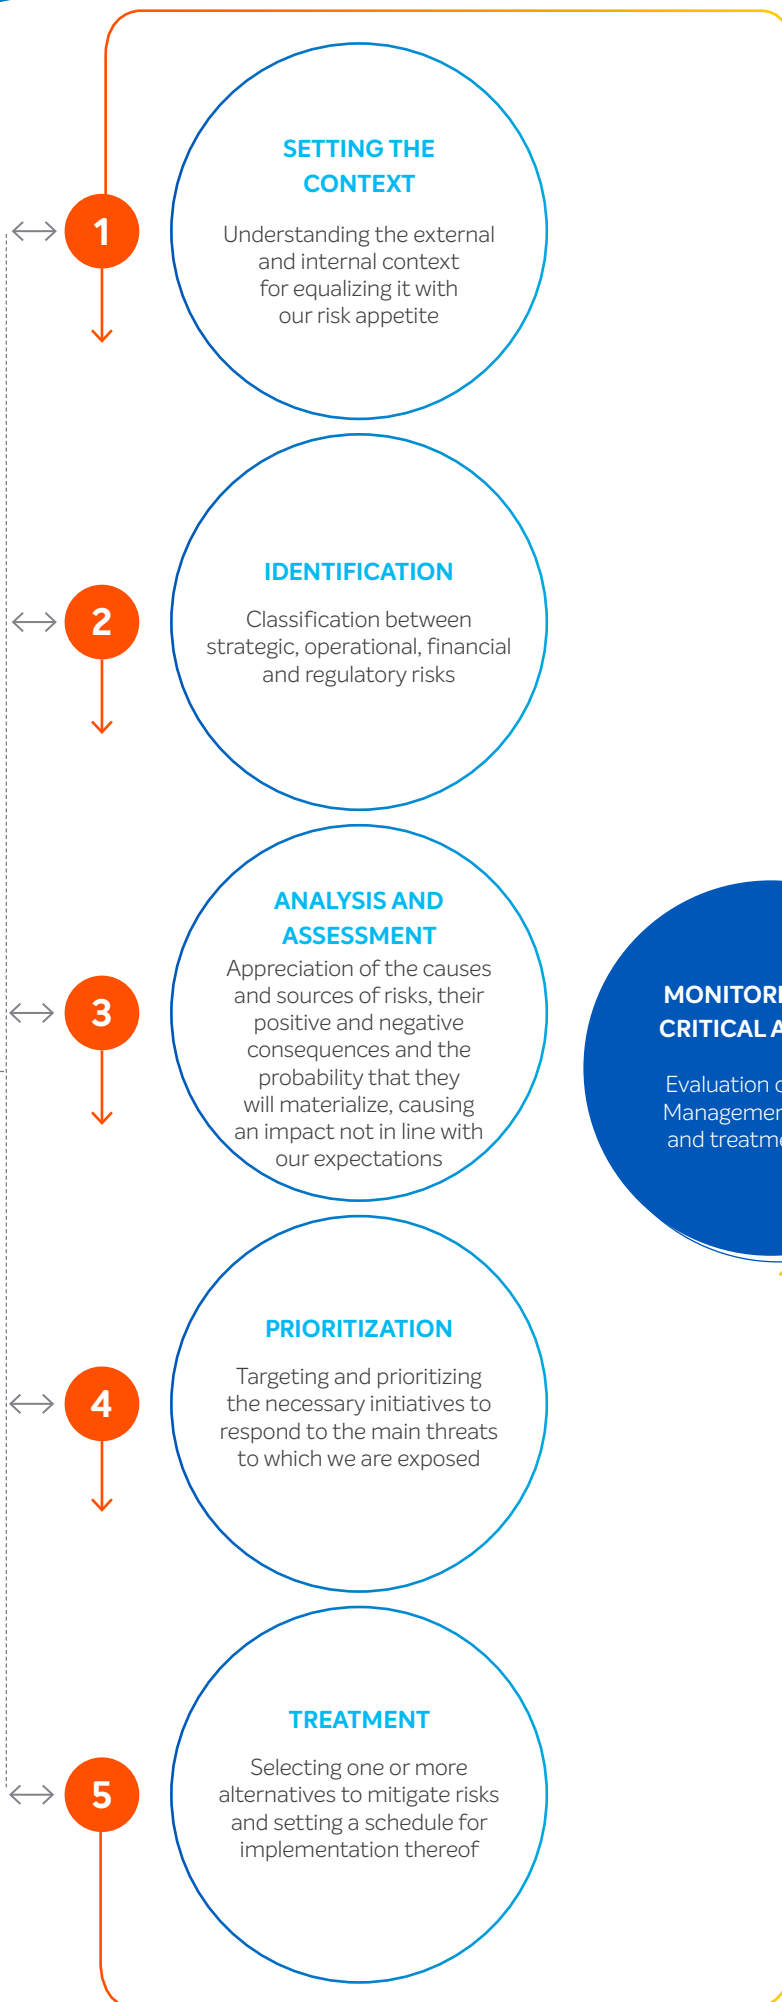 1
SETTING THE
CONTEXT
Understanding the external
and internal context
for equalizing it with
our risk appetite
2
IDENTIFICATION
Classification between
strategic, operational, financial
and regulatory risks
3
ANALYSIS AND
ASSESSMENT
Appreciation of the causes
and sources of risks, their
positive and negative
consequences and the
probability that they
will materialize, causing
an impact not in line with
our expectations
CRITICAL
Evaluation
and
4
PRIORITIZATION
Targeting and prioritizing
the necessary initiatives to
respond to the main threats
to which we are exposed
5
TREATMENT
Selecting one or more
alternatives to mitigate risks
and setting a schedule for
implementation thereof